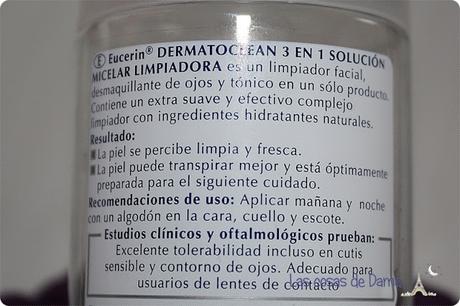 Eucerin® DERMATOCLEAN 3 EN 1 SOLUCIÓN
MICELAR LIMPIADORA es un limpiador facial,
desmaquillante de ojos y tónico en un sólo producto.
Contiene un extra suave y efectivo complejo
limpiador con ingredientes hidratantes naturales.
Resultado:
La piel se percibe limpia y fresca.
La piel puede transpirar mejor y está óptimamente
preparada para el siguiente cuidado.
Recomendaciones de uso: Aplicar mañana y noche
con un algodón en la cara, cuello y escote.
Estudios clínicos y oftalmológicos prueban:
Excelente tolerabilidad incluso en cutis
sensible y contorno de ojos. Adecuado para
usuarios de lentes de contacto.
Las cosas de Dama